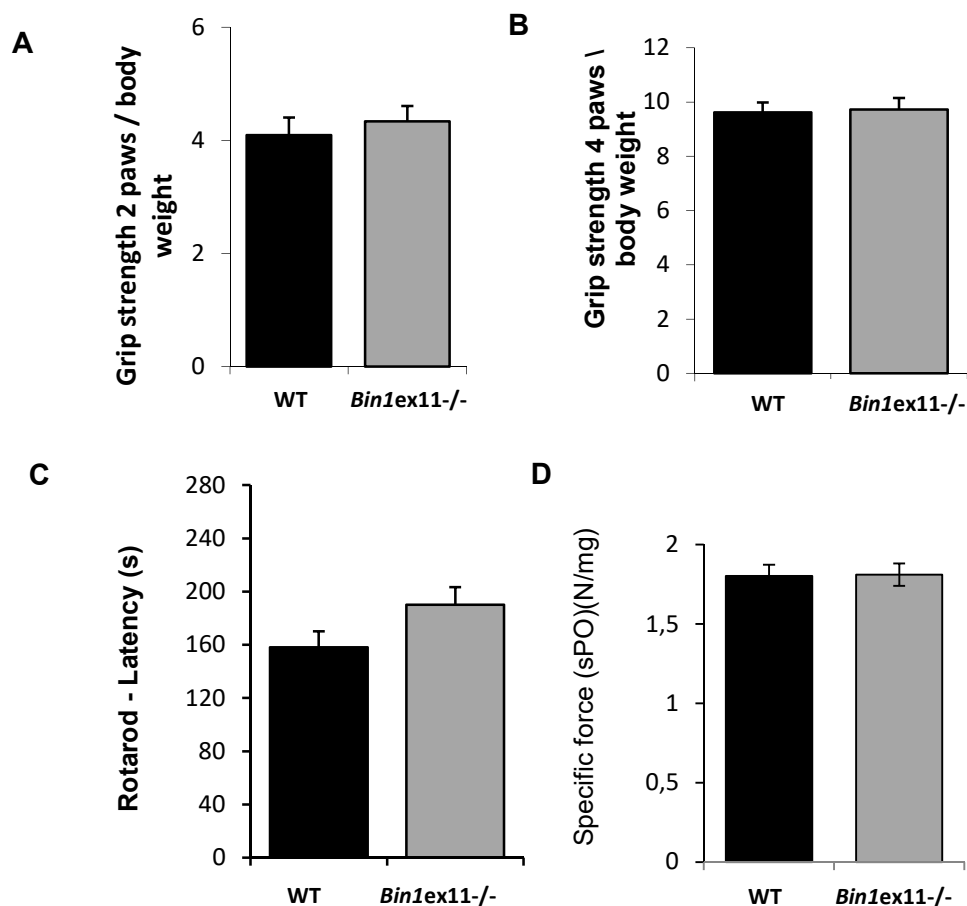 A
Grip strength 2 paws / body
weight
6
4
2
0
WT
Bin1ex11-/-
B
Grip strength 4 paws \
body weight
12
10
8
6
4
2
0
WT
Bin1ex11-/-
C
Rotarod - Latency (s)
280
240
200
160
120
80
40
0
WT
Bin1ex11-/-
D
Specific force (sPO)(N/mg)
2
1,5
1
0,5
0
WT
Bin1ex11-/-